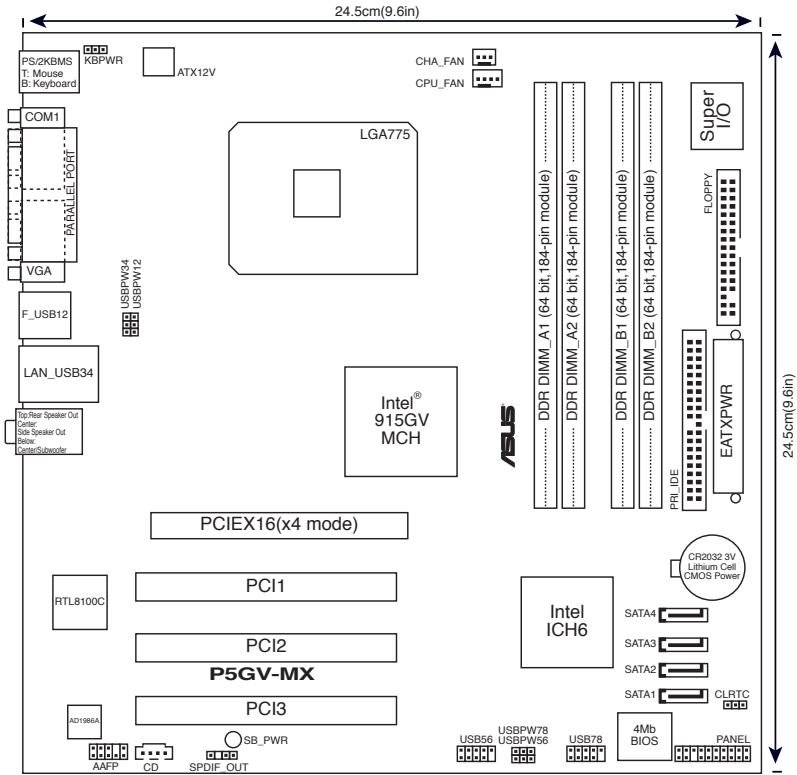 24.5cm(9.6in)
PS/2KBMS
T: Mouse
B: Keyboard
KBPWR
ATX12V
CHA_FAN
CPU_FAN
COM1
PARALLEL PORT
VGA
LGA775
Super
I/O
FLOPPY
DDR DIMM_A1 (64 bit,184-pin module)
DDR DIMM_A2 (64 bit,184-pin module)
DDR DIMM_B1 (64 bit,184-pin module)
DDR DIMM_B2 (64 bit,184-pin module)
24.5cm(9.6in)
USBPW34
USBPW12
F_USB12
LAN_USB34
Top:Rear Speaker Out
Center:
Side Speaker Out
Below:
Center/Subwoofer
Intel®
915GV
MCH
ASUS
PRI_IDE
EATXPWR
PCIEX16(x4 mode)
CR2032 3V
Lithium Cell
CMOS Power
RTL8100C
PCI1
Intel
ICH6
SATA4
SATA3
SATA2
SATA1
PCI2
P5GV-MX
PCI3
CLRTC
AD1986A
SB_PWR
AAFP
CD
SPDIF_OUT
USB56
USBPW78
USBPW56
USB78
4Mb
BIOS
PANEL